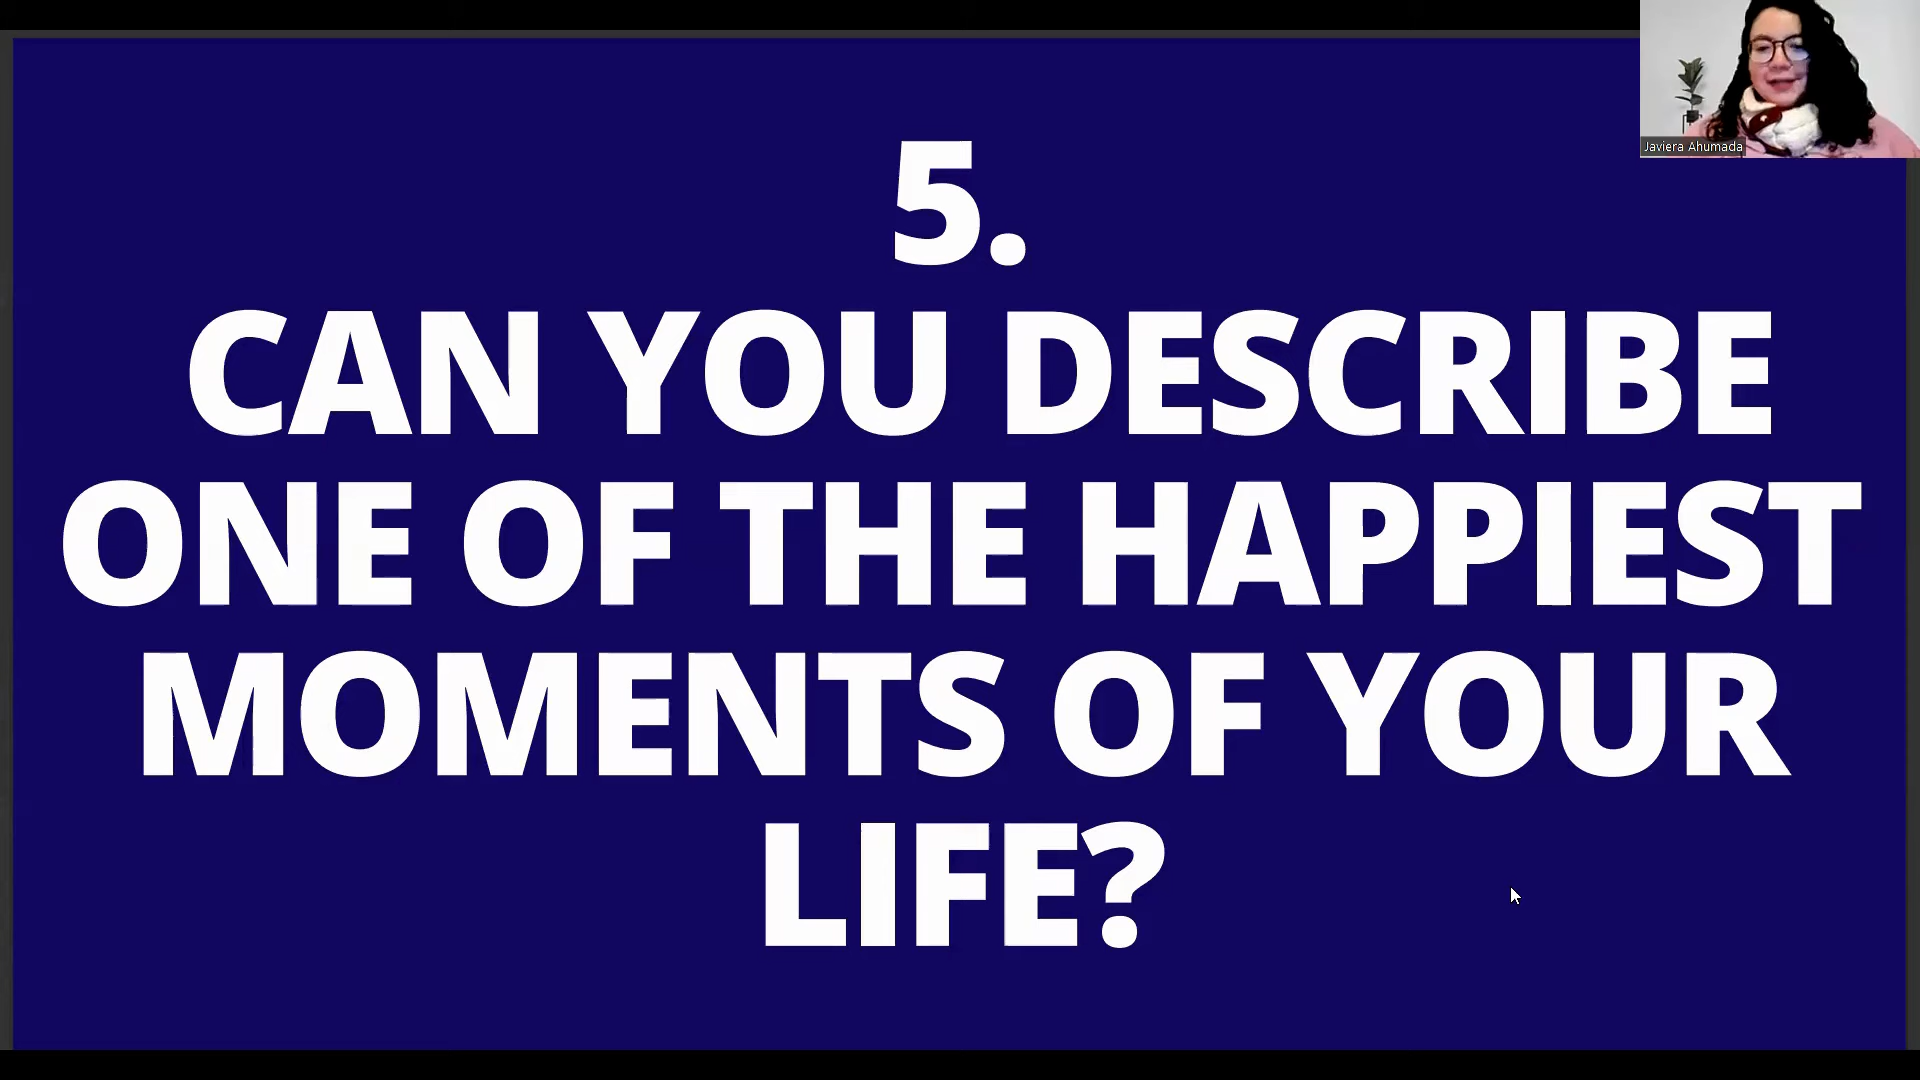 Javiera Ahumada
5.
CAN YOU DESCRIBE
ONE OF THE HAPPIEST
MOMENTS OF YOUR
LIFE?